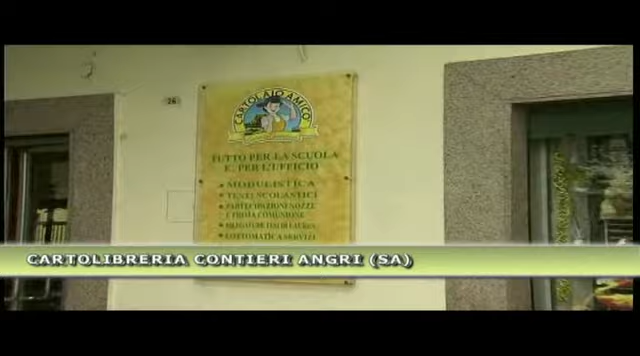 26
CARTOLAIO AMICO
TUTTO PER LA SCUOLA
E PER L'UFFICIO
MODULISTICA
TESTI SCOLASTICI
PARTECIPAZIONI NOZZE
E PRIMA COMUNIONE
RILEGATURE TESI DI LAUREA
LOTTOMATICA SERVIZI
CARTOLIBRERIA CONTIERI ANGRI (SA)